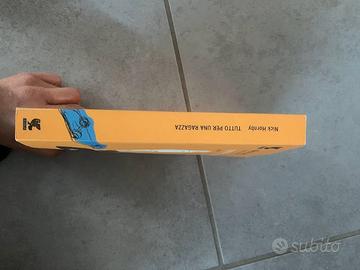 Nick Hornby
TUTTO PER UNA RAGAZZA
subito